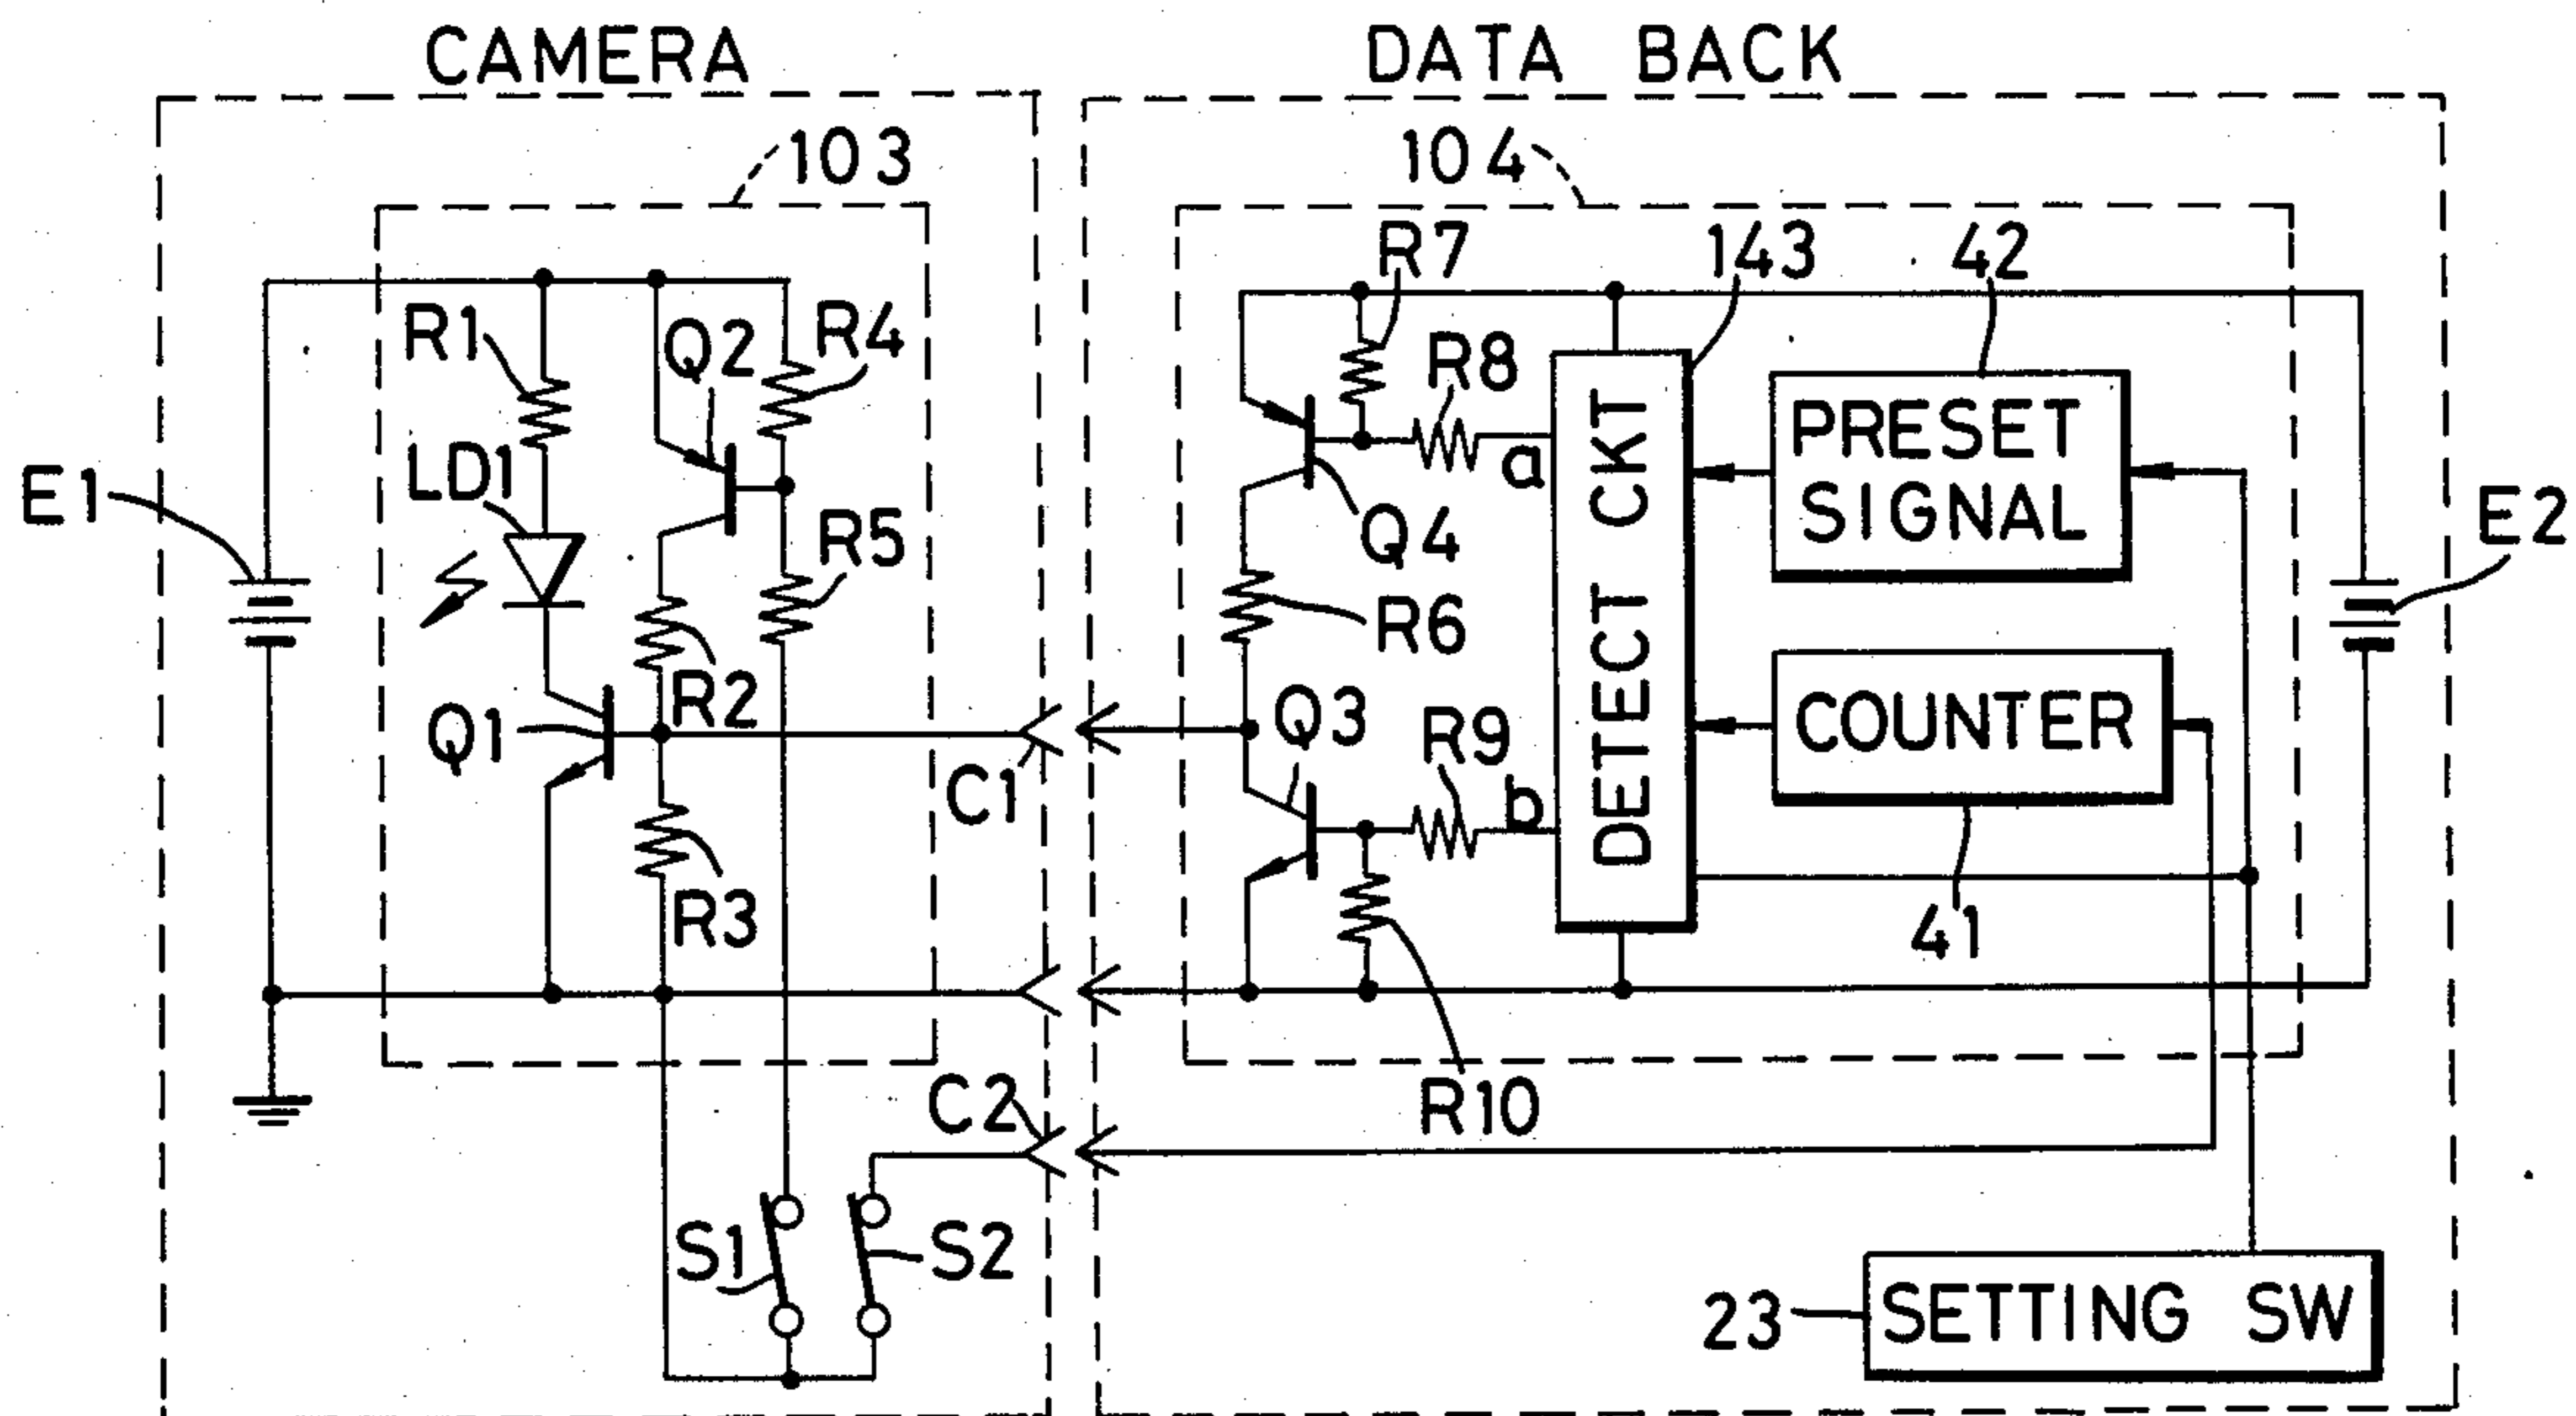 CAMERA
DATA BACK
103
104
R1
Q2
R4
R7
R8
143
42
E1
LD1
R5
a
Q4
DETECT CKT
PRESET
SIGNAL
E2
R6
Q1
R2
C1
Q3
R9
b
COUNTER
R3
41
C2
R10
S1
S2
23
SETTING SW